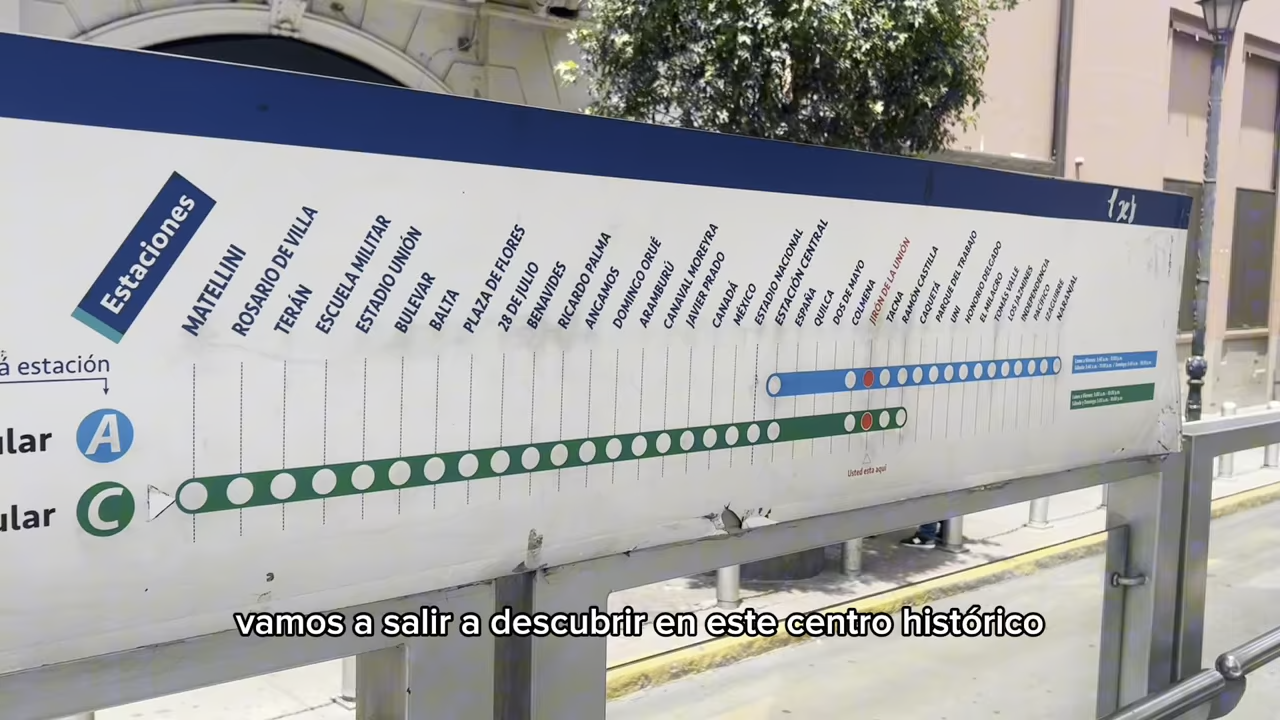 Estaciones
MATELLINI
ROSARIO DE VILLA
TERÁN
ESCUELA MILITAR
ESTADIO UNIÓN
BULEVAR
BALTA
PLAZA DE FLORES
28 DE JULIO
BENAVIDES
RICARDO PALMA
ANGAMOS
DOMINGO ORUÉ
ARAMBURÚ
CANAVAL MOREYRA
JAVIER PRADO
CANADÁ
MÉXICO
ESTADIO NACIONAL
ESTACIÓN CENTRAL
ESPAÑA
QUILCA
DOS DE MAYO
COLMENA
JIRÓN DE LA UNIÓN
TACNA
RAMÓN CASTILLA
CAQUETÁ
PARQUE DEL TRABAJO
UNI
HONORIO DELGADO
EL MILAGRO
TOMÁS VALLE
LOS JAZMINES
INDEPENDENCIA
PACÍFICO
IZAGUIRRE
NARANJAL
á estación
ular A
ular C
Usted esta aquí
vamos a salir a descubrir en este centro histórico